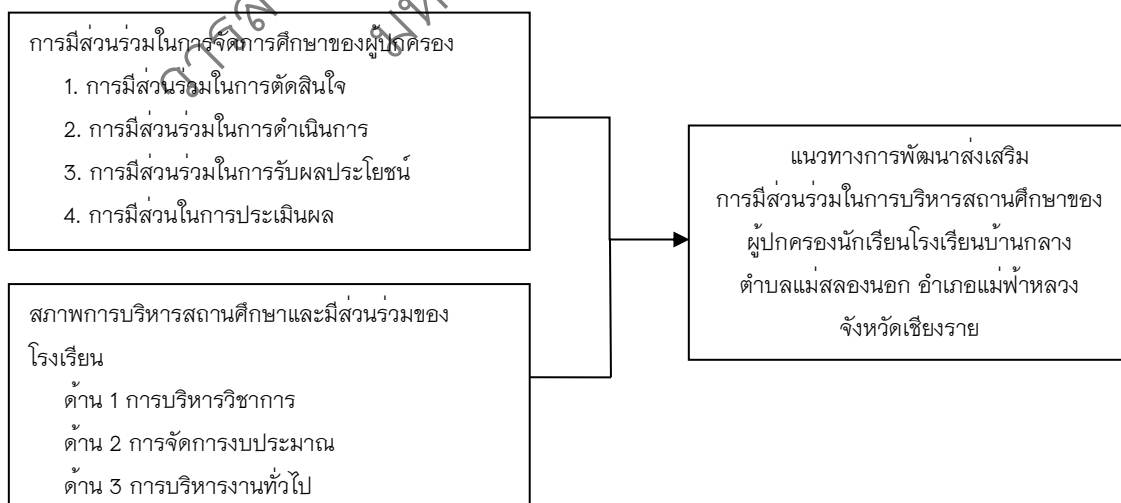 การมีส่วนร่วมในการจัดการศึกษาของผู้ปกครอง
1. การมีส่วนร่วมในการตัดสินใจ
2. การมีส่วนร่วมในการดำเนินการ
3. การมีส่วนร่วมในการรับผลประโยชน์
4. การมีส่วนในการประเมินผล
สภาพการบริหารสถานศึกษาและมีส่วนร่วมของ
โรงเรียน
ด้าน 1 การบริหารวิชาการ
ด้าน 2 การจัดการงบประมาณ
ด้าน 3 การบริหารงานทั่วไป
แนวทางการพัฒนาส่งเสริม
การมีส่วนร่วมในการบริหารสถานศึกษาของ
ผู้ปกครองนักเรียนโรงเรียนบ้านกลาง
ตำบลแม่สลองนอก อำเภอแม่ฟ้าหลวง
จังหวัดเชียงราย